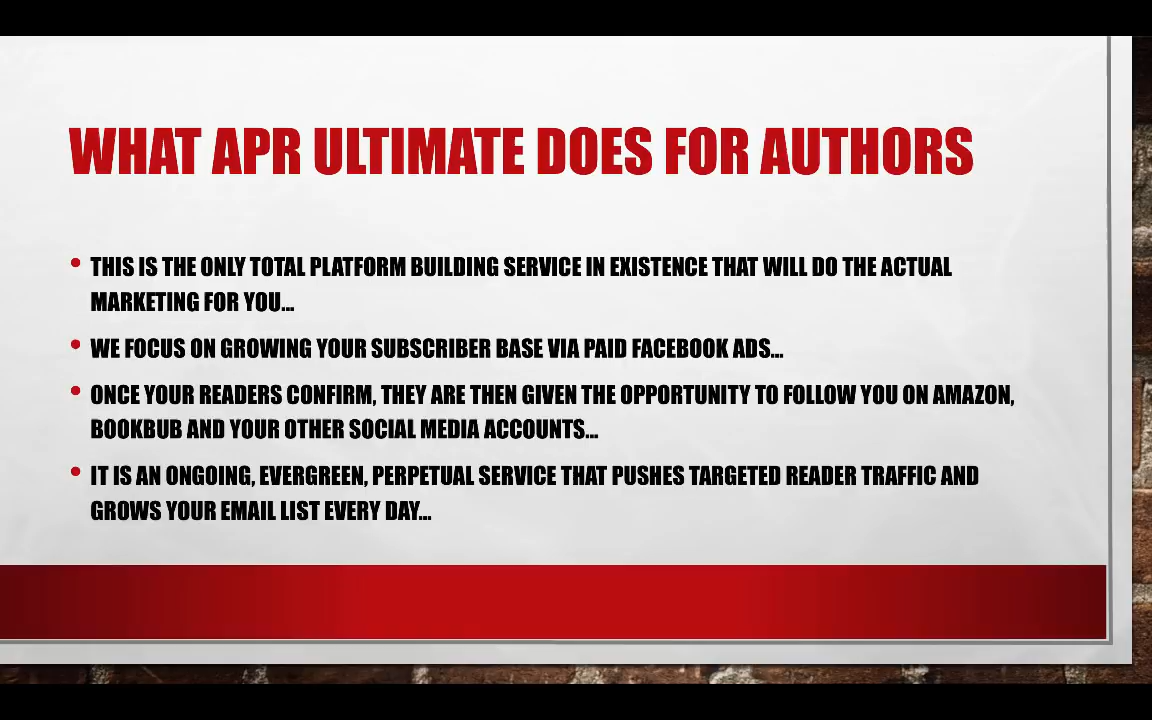 WHAT APR ULTIMATE DOES FOR AUTHORS
• THIS IS THE ONLY TOTAL PLATFORM BUILDING SERVICE IN EXISTENCE THAT WILL DO THE ACTUAL
MARKETING FOR YOU...
• WE FOCUS ON GROWING YOUR SUBSCRIBER BASE VIA PAID FACEBOOK ADS...
• ONCE YOUR READERS CONFIRM, THEY ARE THEN GIVEN THE OPPORTUNITY TO FOLLOW YOU ON AMAZON,
BOOKBUB AND YOUR OTHER SOCIAL MEDIA ACCOUNTS...
• IT IS AN ONGOING, EVERGREEN, PERPETUAL SERVICE THAT PUSHES TARGETED READER TRAFFIC AND
GROWS YOUR EMAIL LIST EVERY DAY...